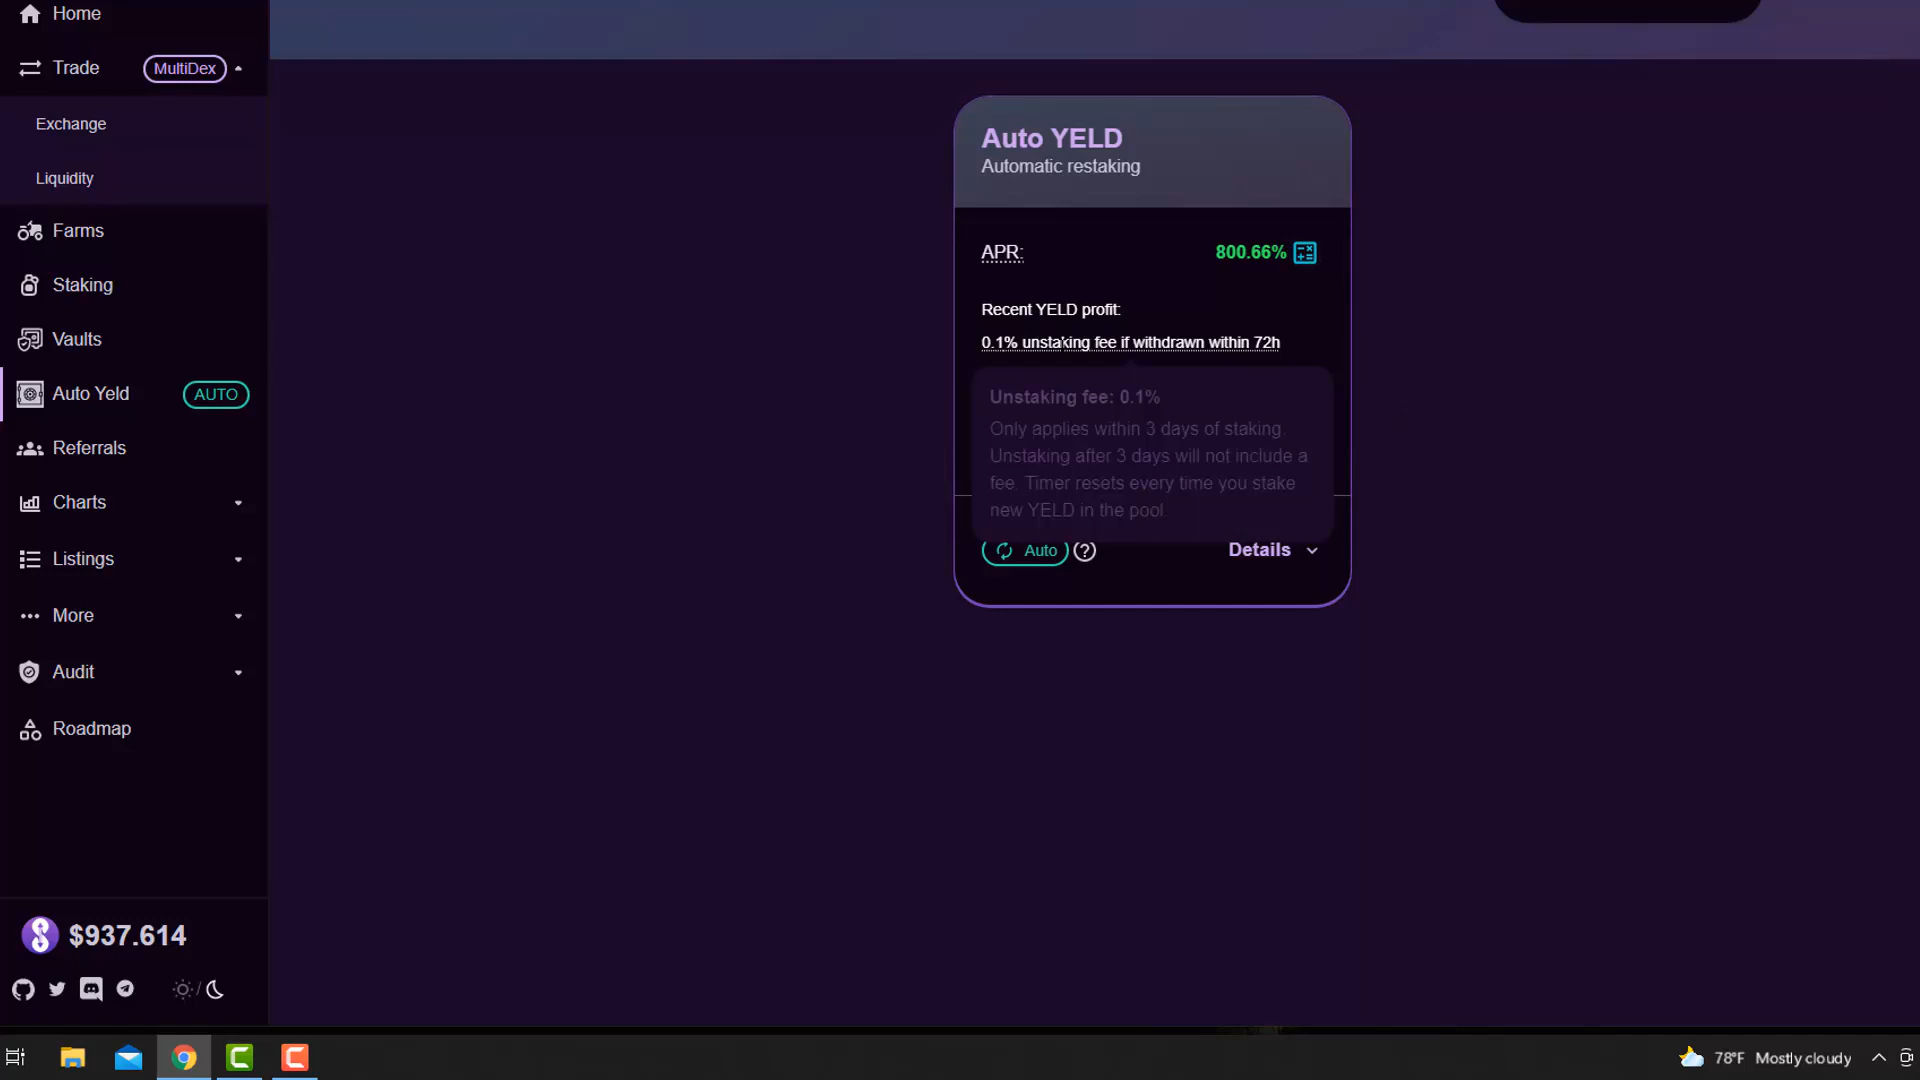 Home
Trade MultiDex
Exchange
Liquidity
Farms
Staking
Vaults
Auto Yeld AUTO
Referrals
Charts
Listings
More
Audit
Roadmap
$937.614
Auto YELD
Automatic restaking
APR: 800.66%
Recent YELD profit:
0.1% unstaking fee if withdrawn within 72h
Unstaking fee: 0.1%
Only applies within 3 days of staking.
Unstaking after 3 days will not include a
fee. Timer resets every time you stake
new YELD in the pool.
Auto ? Details
78°F Mostly cloudy